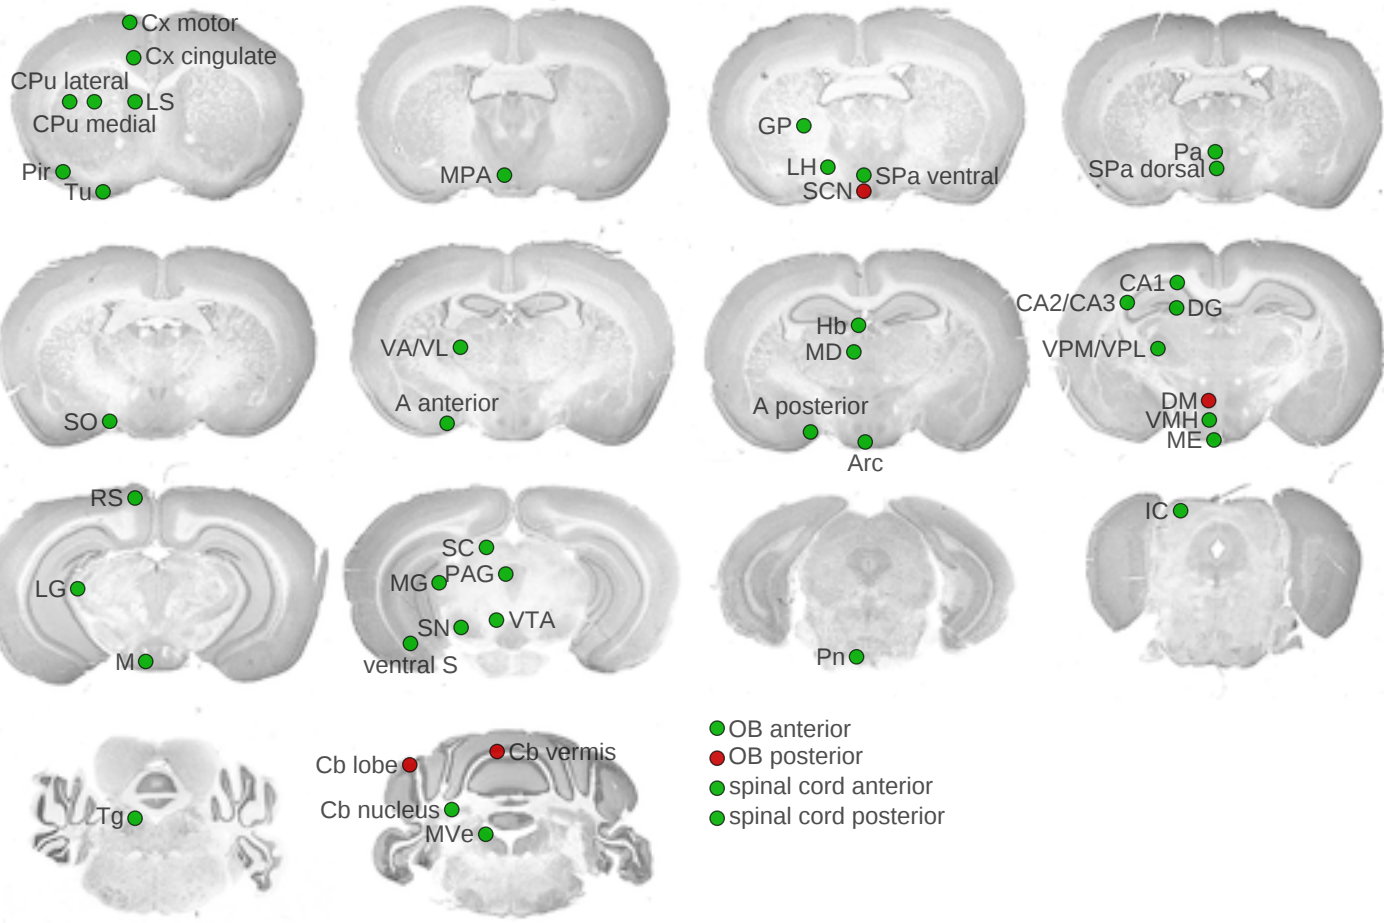 Cx motor
Cx cingulate
CPu lateral
LS
CPu medial
Pir
Tu
MPA
GP
LH
SPa ventral
SCN
Pa
SPa dorsal
SO
VA/VL
A anterior
Hb
MD
A posterior
Arc
CA1
CA2/CA3
DG
VPM/VPL
DM
VMH
ME
RS
LG
M
SC
MG
PAG
SN
VTA
ventral S
Pn
IC
Tg
Cb lobe
Cb vermis
Cb nucleus
MVe
OB anterior
OB posterior
spinal cord anterior
spinal cord posterior